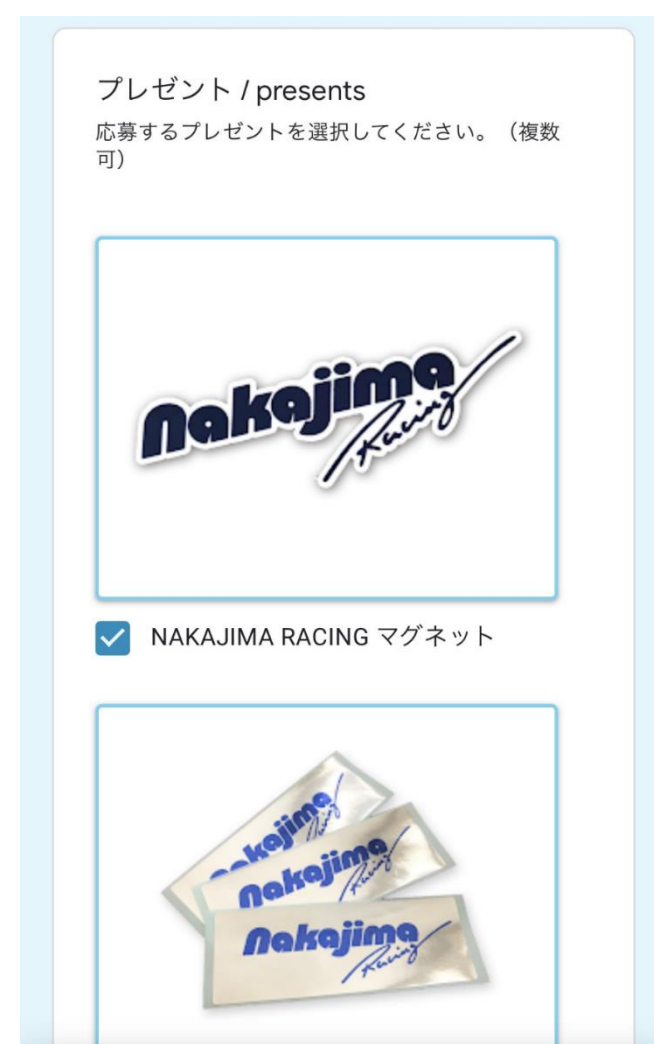 プレゼント / presents
応募するプレゼントを選択してください。（複数
可）
Nakajima
Racing
NAKAJIMA RACING マグネット
Nakajima
Racing
Nakajima
Racing
Nakajima
Racing